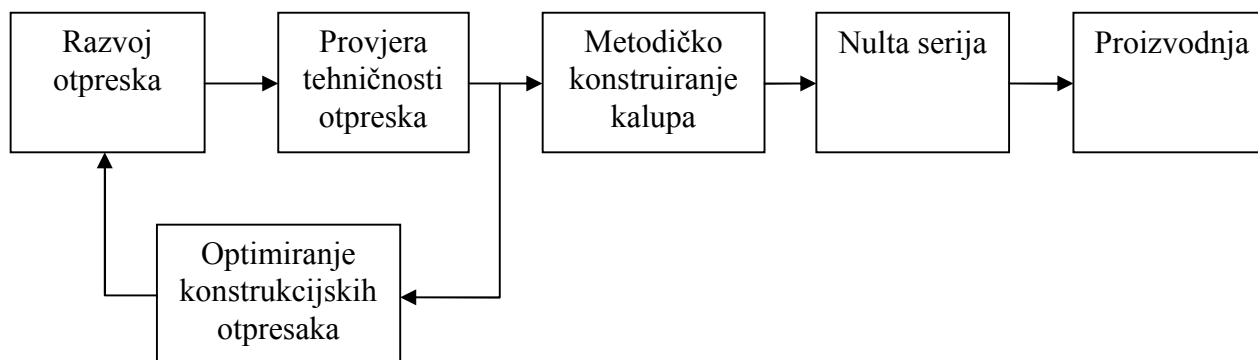 Razvoj
otpreska
Provjera
tehničnosti
otpreska
Metodičko
konstruiranje
kalupa
Nulta serija
Proizvodnja
Optimiranje
konstrukcijskih
otpresaka